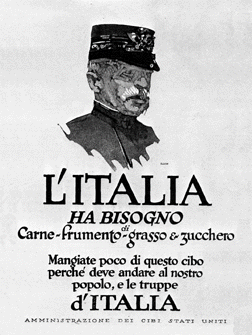 L'ITALIA
HA BISOGNO
di
Carne-frumento-grasso & zucchero
Mangiate poco di questo cibo
perche deve andare al nostro
popolo, e le truppe
d'ITALIA
AMMINISTRAZIONE DEI CIBI STATI UNITI